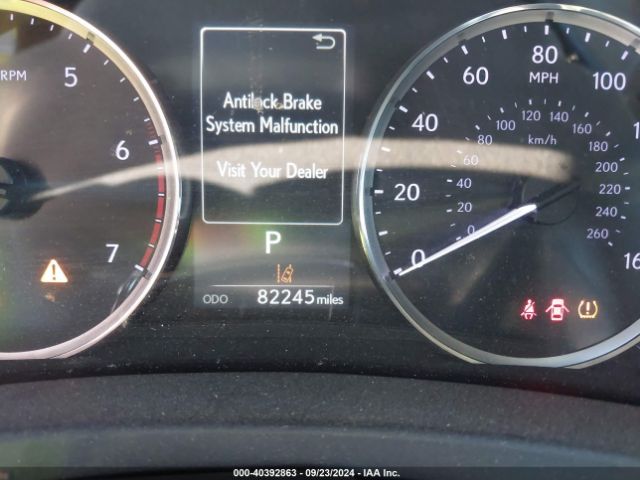 RPM
5
6
7
Antilock Brake
System Malfunction
Visit Your Dealer
P
ODO 82245 miles
0
20
40
60
80
100
MPH
km/h
0
20
40
60
80
100
120
140
160
180
200
220
240
260
000-40392863 - 09/23/2024 - IAA Inc.